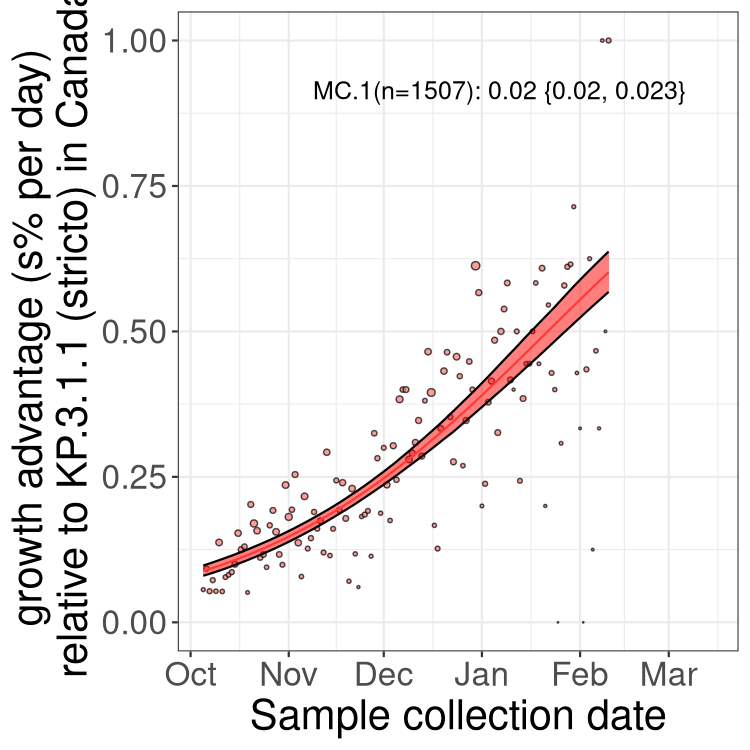 growth advantage (s% per day)
relative to KP.3.1.1 (stricto) in Canada
1.00
0.75
0.50
0.25
0.00
MC.1(n=1507): 0.02 {0.02, 0.023}
Oct Nov Dec Jan Feb Mar
Sample collection date